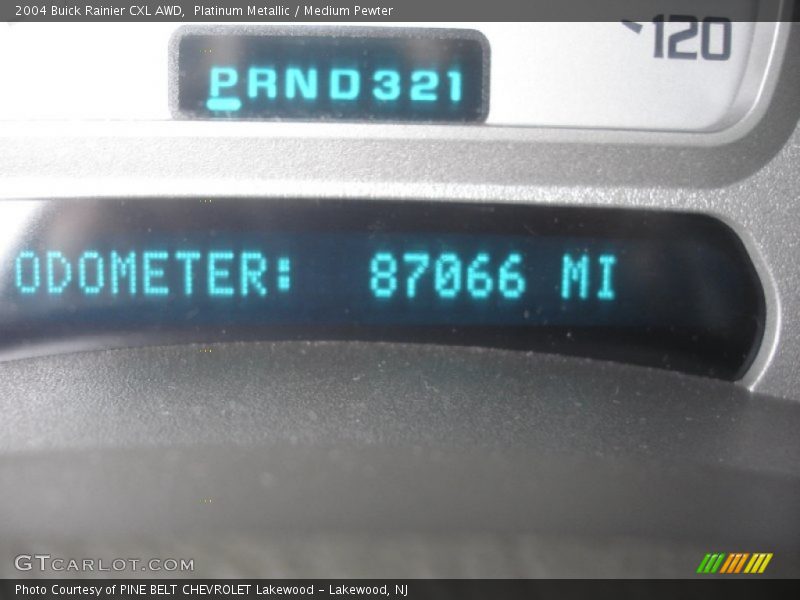 2004 Buick Rainier CXL AWD, Platinum Metallic / Medium Pewter
120
PRND321
ODOMETER: 87066 MI
GTCARLOT.COM
Photo Courtesy of PINE BELT CHEVROLET Lakewood - Lakewood, NJ